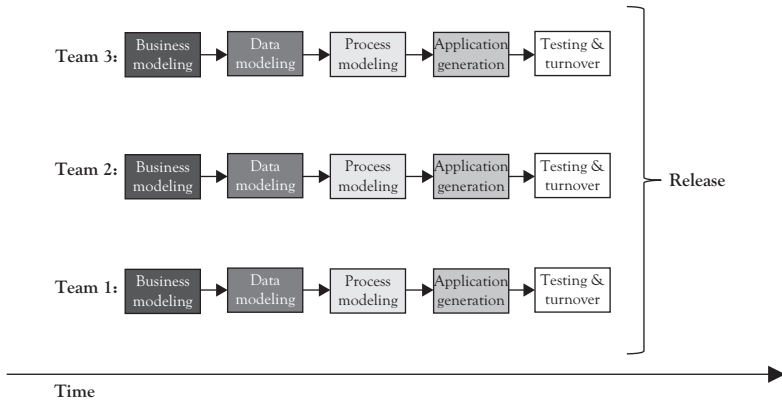 Team 3:
Business
modeling
Data
modeling
Process
modeling
Application
generation
Testing &
turnover
Team 2:
Business
modeling
Data
modeling
Process
modeling
Application
generation
Testing &
turnover
Release
Team 1:
Business
modeling
Data
modeling
Process
modeling
Application
generation
Testing &
turnover
Time